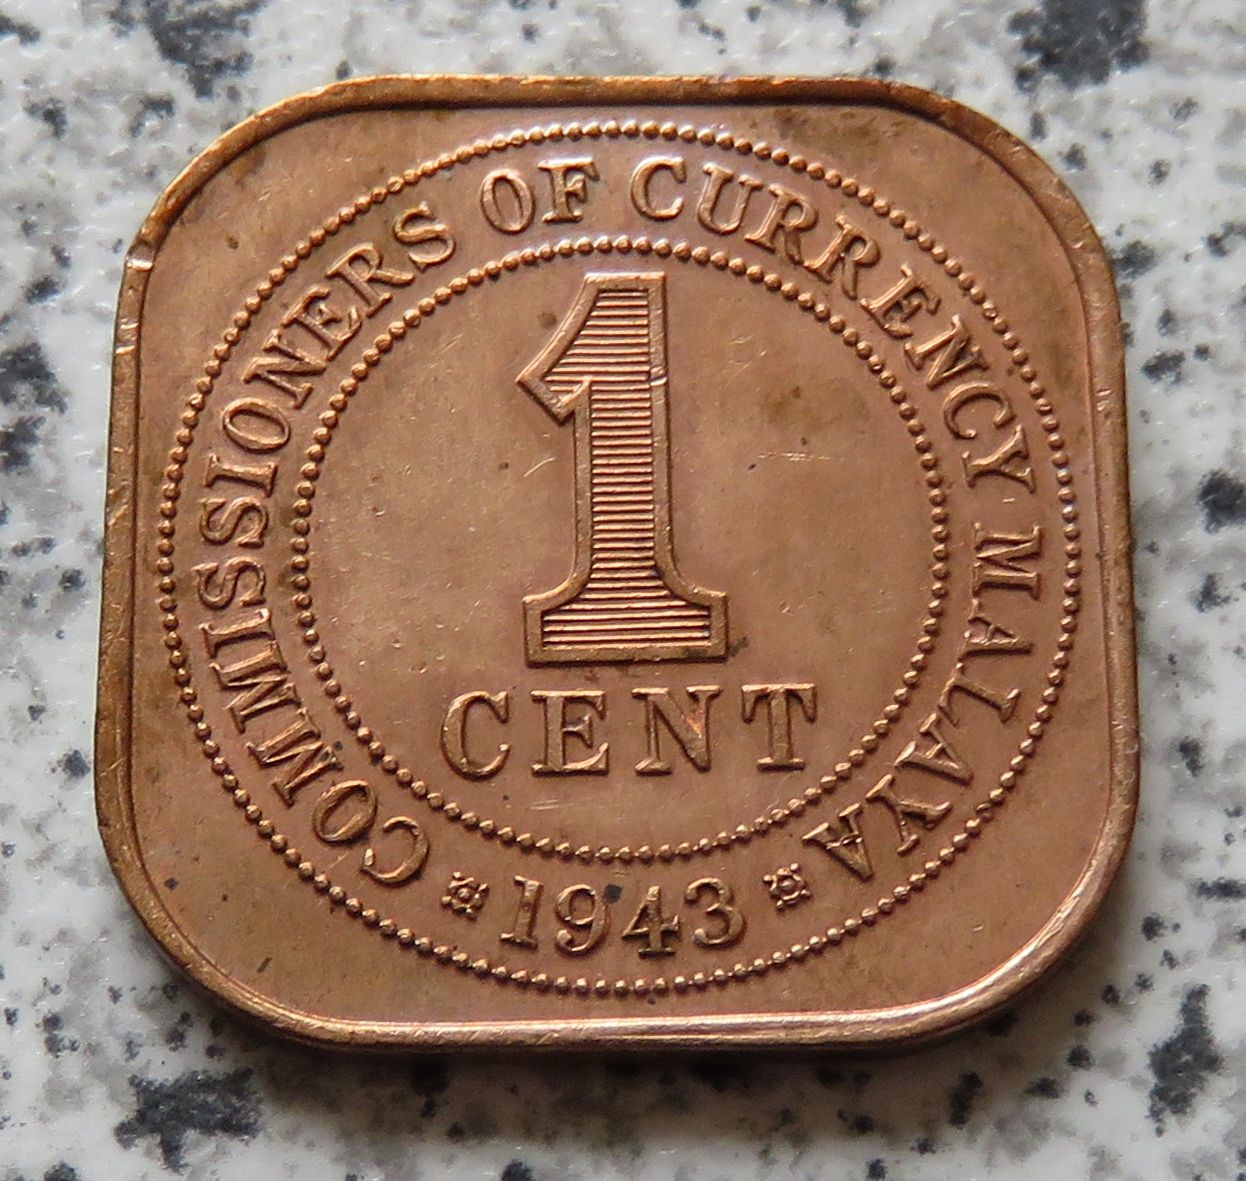 COMMISSIONERS OF CURRENCY MALAYA
1
CENT
1943